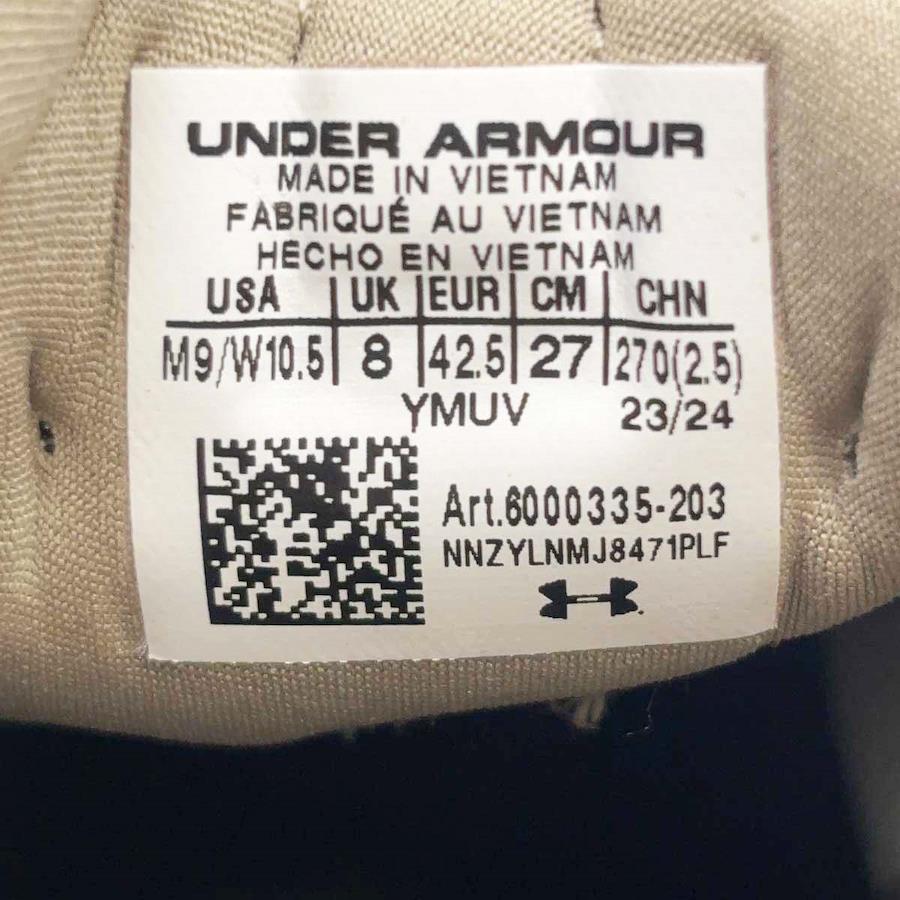 UNDER ARMOUR
MADE IN VIETNAM
FABRIQUÉ AU VIETNAM
HECHO EN VIETNAM
USA UK EUR CM CHN
M9/W10.5 8 42.5 27 270(2.5)
YMUV 23/24
Art.6000335-203
NNZYLNMJ8471PLF